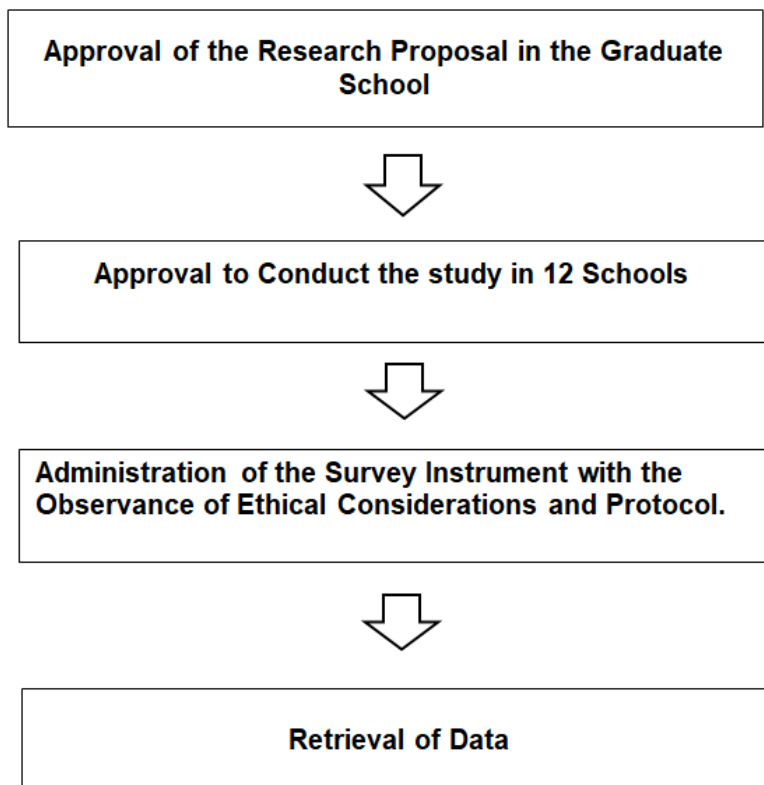 Approval of the Research Proposal in the Graduate
School
Approval to Conduct the study in 12 Schools
Administration of the Survey Instrument with the
Observance of Ethical Considerations and Protocol.
Retrieval of Data